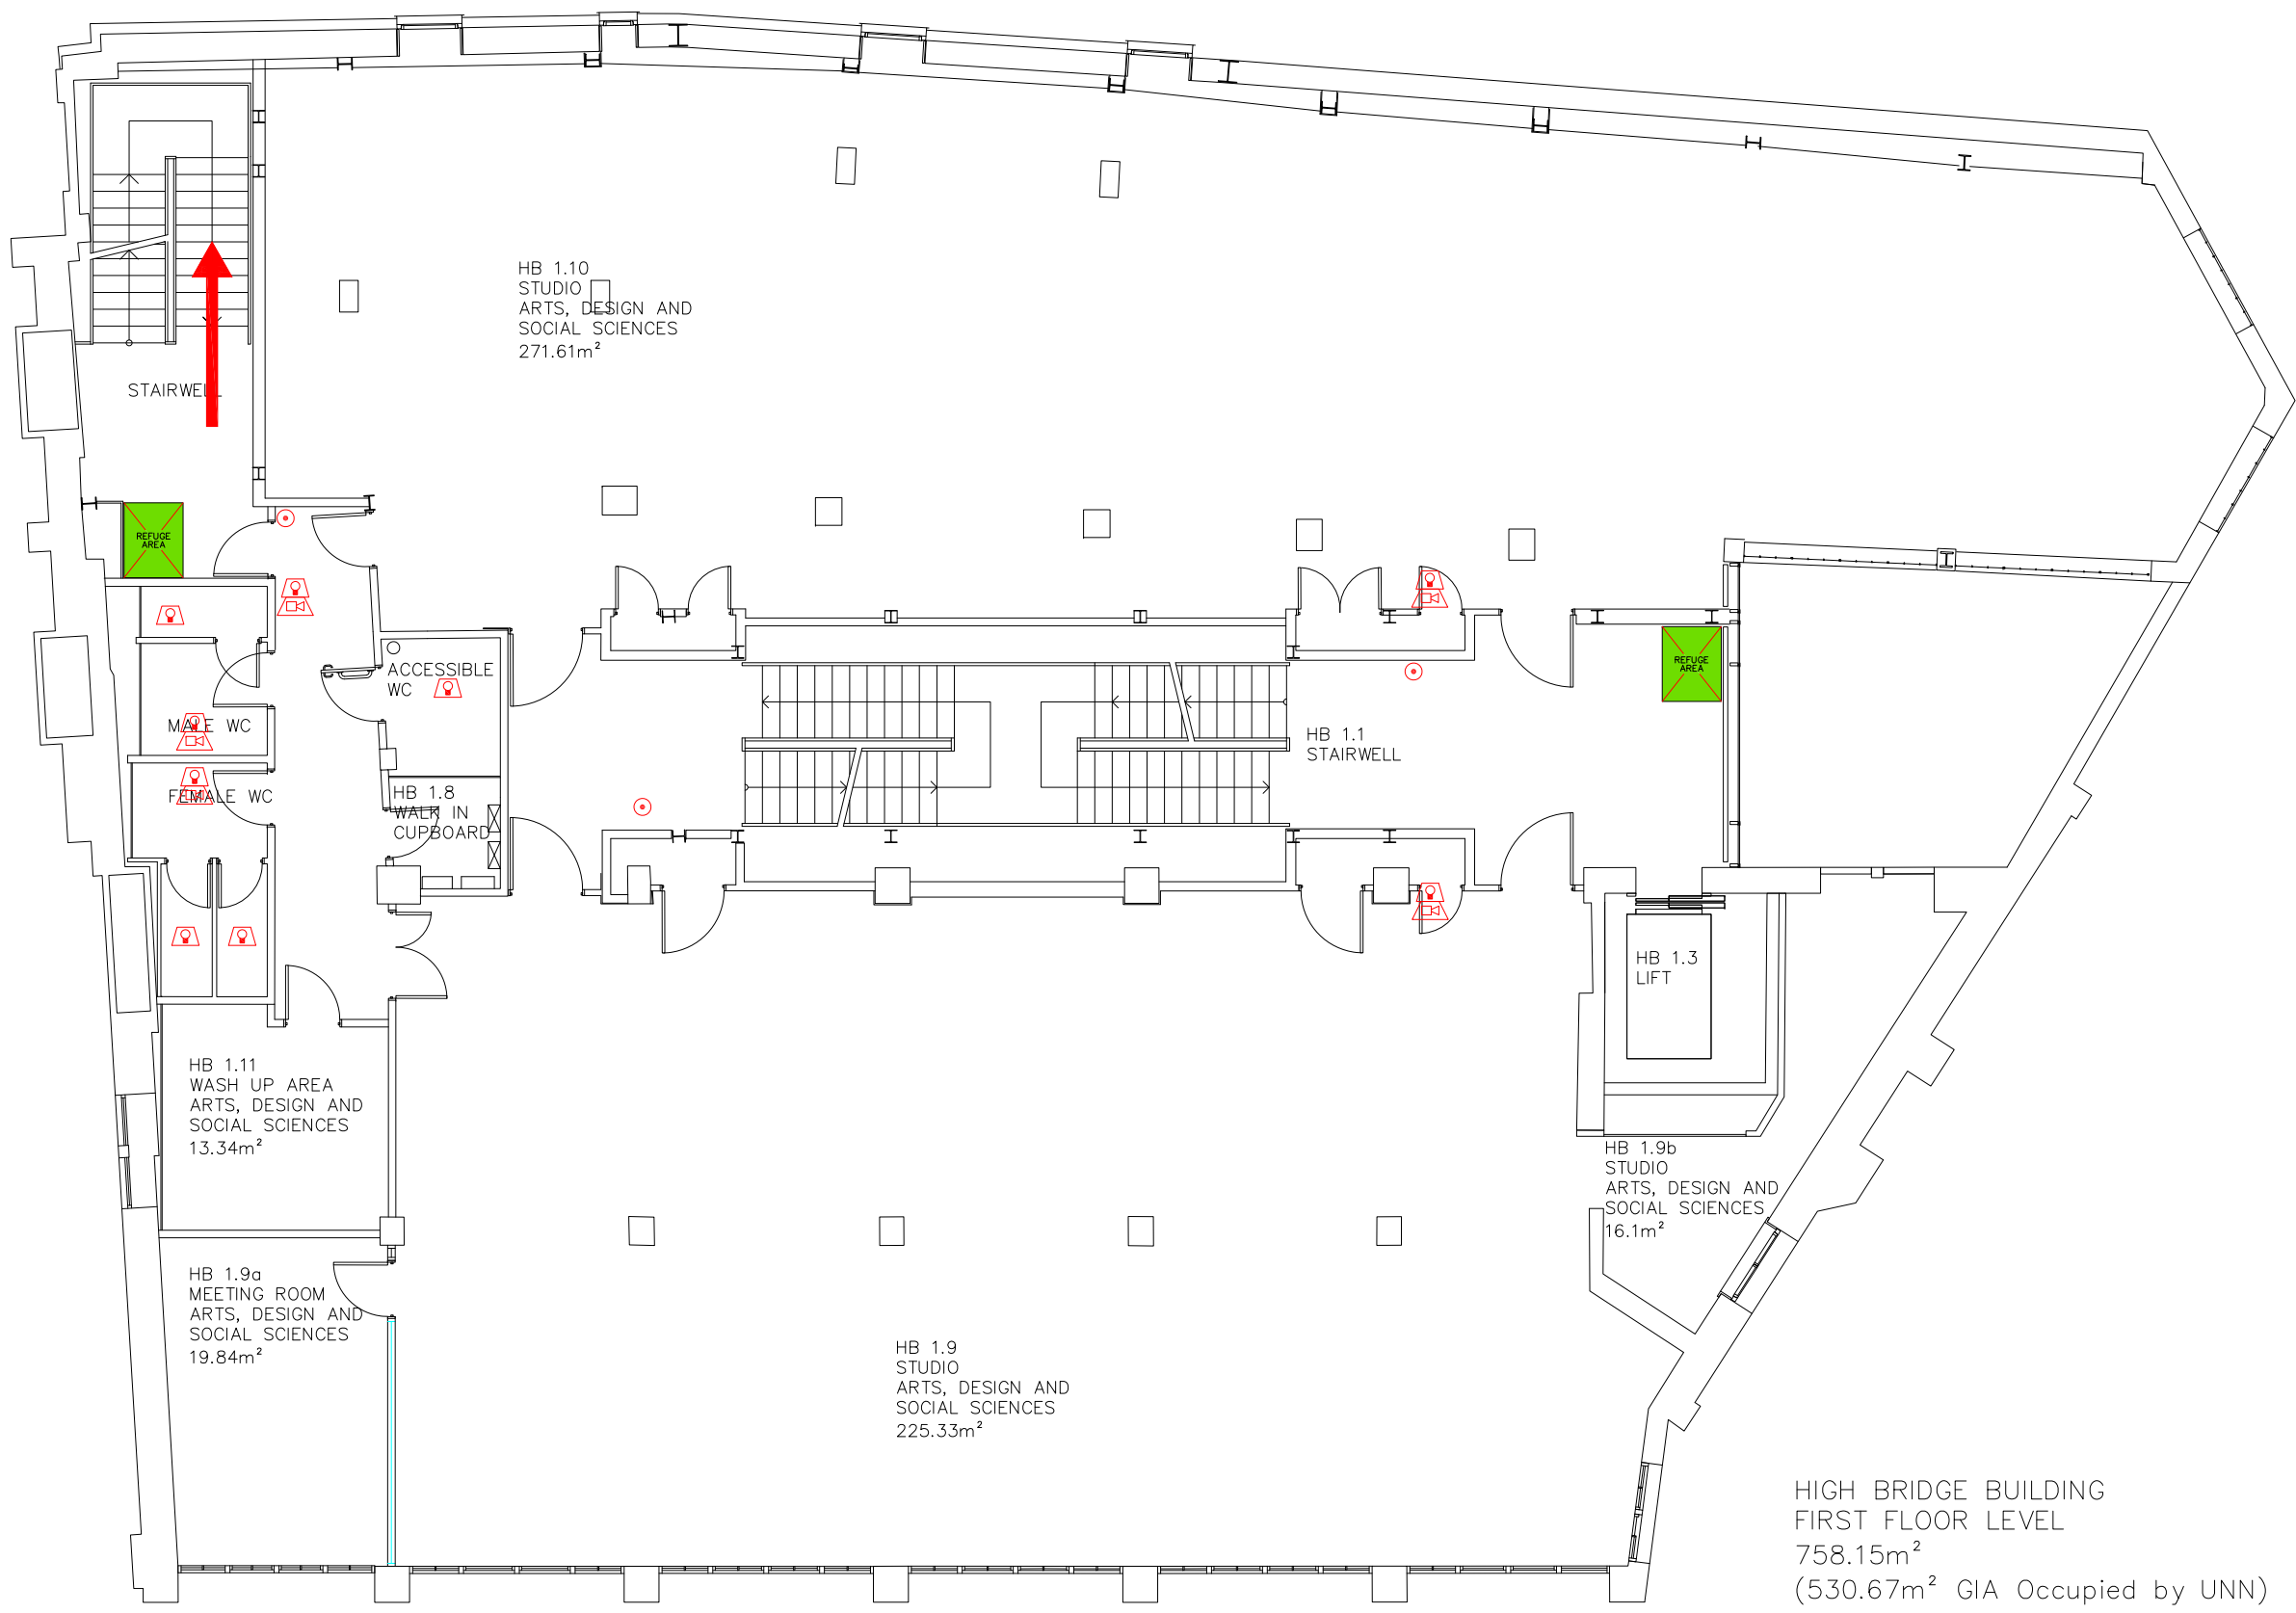 HB 1.10
STUDIO
ARTS, DESIGN AND
SOCIAL SCIENCES
271.61m²
STAIRWELL
REFUGE
AREA
ACCESSIBLE
WC
REFUGE
AREA
MALE WC
HB 1.1
STAIRWELL
FEMALE WC
HB 1.8
WALK IN
CUPBOARD
HB 1.3
LIFT
HB 1.11
WASH UP AREA
ARTS, DESIGN AND
SOCIAL SCIENCES
13.34m²
HB 1.9b
STUDIO
ARTS, DESIGN AND
SOCIAL SCIENCES
16.1m²
HB 1.9a
MEETING ROOM
ARTS, DESIGN AND
SOCIAL SCIENCES
19.84m²
HB 1.9
STUDIO
ARTS, DESIGN AND
SOCIAL SCIENCES
225.33m²
HIGH BRIDGE BUILDING
FIRST FLOOR LEVEL
758.15m²
(530.67m² GIA Occupied by UNN)